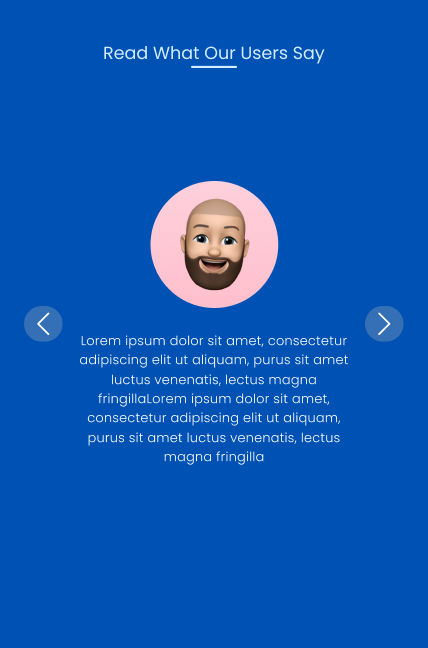 Read What Our Users Say
Lorem ipsum dolor sit amet, consectetur
adipiscing elit ut aliquam, purus sit amet
luctus venenatis, lectus magna
fringillaLorem ipsum dolor sit amet,
consectetur adipiscing elit ut aliquam,
purus sit amet luctus venenatis, lectus
magna fringilla